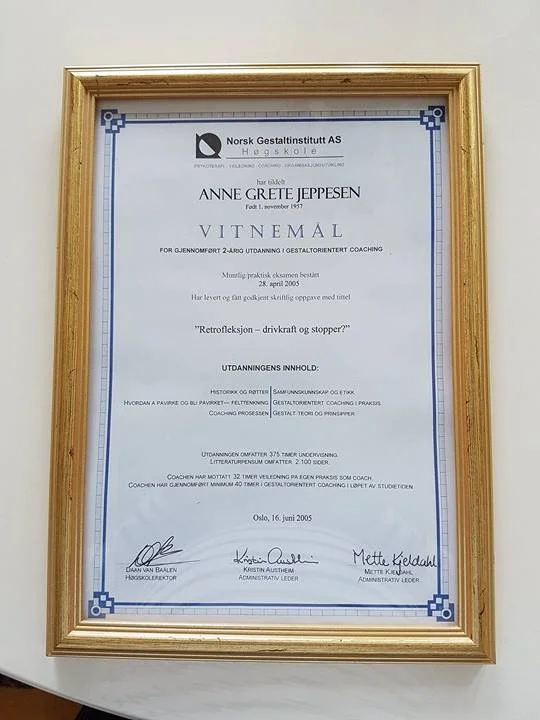 Norsk Gestaltinstitutt AS
Høgskole
PSYKOTERAPI - VEILEDNING - COACHING - ORGANISASJONSUTVIKLING
har tildelt
ANNE GRETE JEPPESEN
Født 1. november 1957
VITNEMÅL
FOR GJENNOMFØRT 2-ÅRIG UTDANNING I GESTALTORIENTERT COACHING
Muntlig/praktisk eksamen bestått
28. april 2005
Har levert og fått godkjent skriftlig oppgave med tittel
"Retrofleksjon – drivkraft og stopper?"
UTDANNINGENS INNHOLD:
HISTORIKK OG RØTTER SAMFUNNSKUNNSKAP OG ETIKK
HVORDAN Å PÅVIRKE OG BLI PÅVIRKET— FELTTENKNING GESTALTORIENTERT COACHING I PRAKSIS
COACHING PROSESSEN GESTALT TEORI OG PRINSIPPER
UTDANNINGEN OMFATTER 375 TIMER UNDERVISNING.
LITTERATURPENSUM OMFATTER 2.100 SIDER.
COACHEN HAR MOTTATT 32 TIMER VEILEDNING PÅ EGEN PRAKSIS SOM COACH.
COACHEN HAR GJENNOMFØRT MINIMUM 40 TIMER I GESTALTORIENTERT COACHING I LØPET AV STUDIETIDEN
Oslo, 16. juni 2005
Kristin Austheim Mette Kjeldahl
DAAN VAN BAALEN KRISTIN AUSTHEIM METTE KJELDAHL
HØGSKOLEREKTOR ADMINISTRATIV LEDER ADMINISTRATIV LEDER